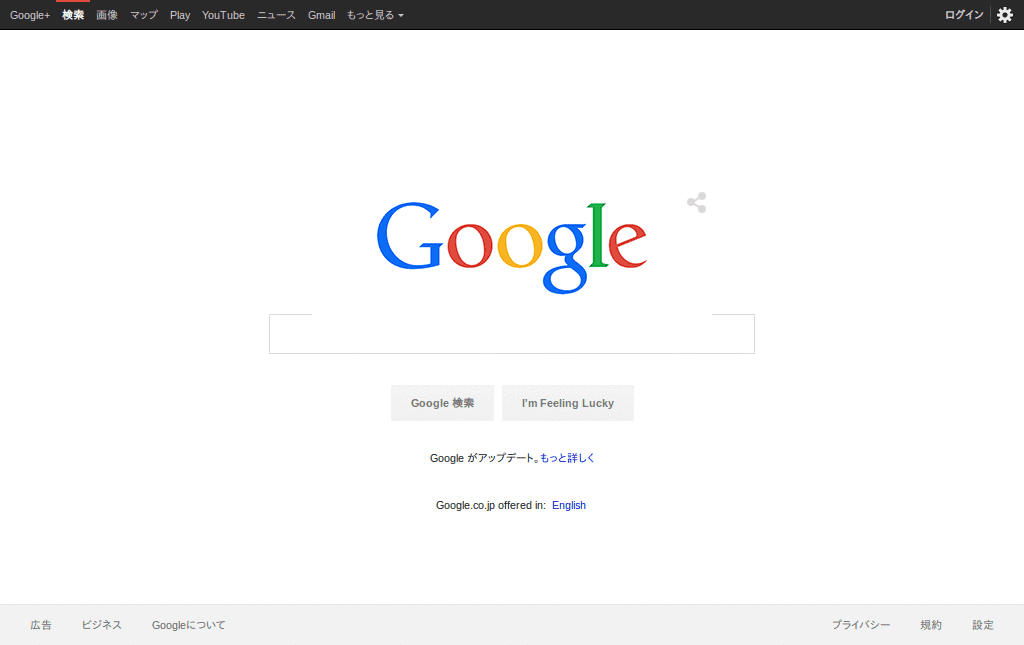 Google+ 検索 画像 マップ Play YouTube ニュース Gmail もっと見る ログイン
Google
Google 検索 I'm Feeling Lucky
Google がアップデート。もっと詳しく
Google.co.jp offered in: English
広告 ビジネス Googleについて プライバシー 規約 設定